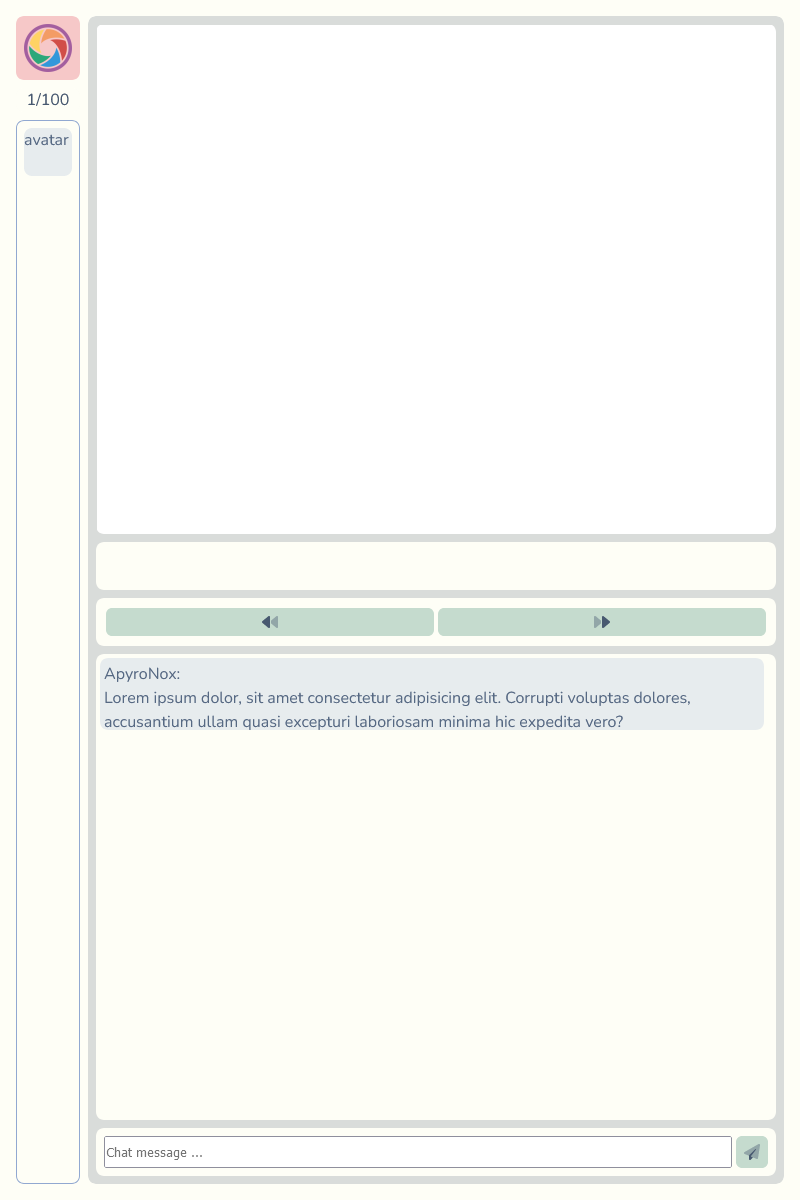 1/100
avatar
ApyroNox:
Lorem ipsum dolor, sit amet consectetur adipisicing elit. Corrupti voluptas dolores,
accusantium ullam quasi excepturi laboriosam minima hic expedita vero?
Chat message ...